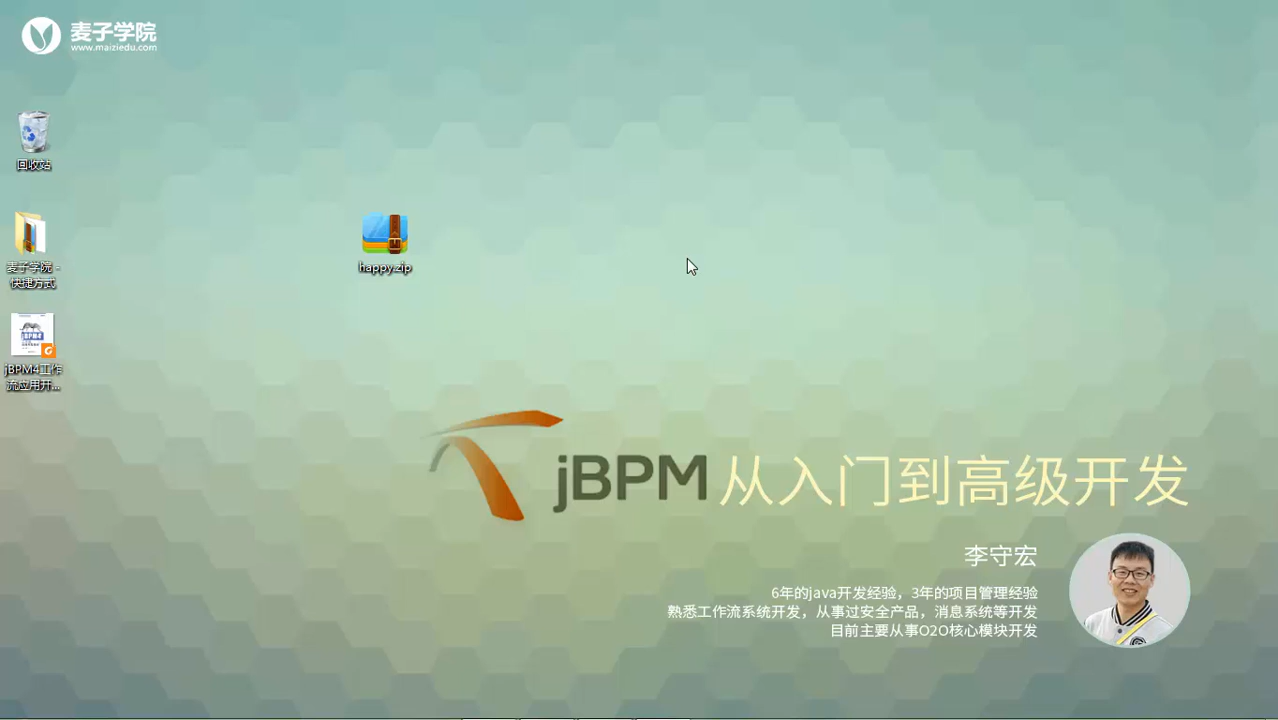 麦子学院
www.maiziedu.com
回收站
麦子学院 -
快捷方式
happy.zip
jBPM4工作
流应用开...
jBPM从入门到高级开发
李守宏
6年的java开发经验，3年的项目管理经验
熟悉工作流系统开发，从事过安全产品，消息系统等开发
目前主要从事O2O核心模块开发